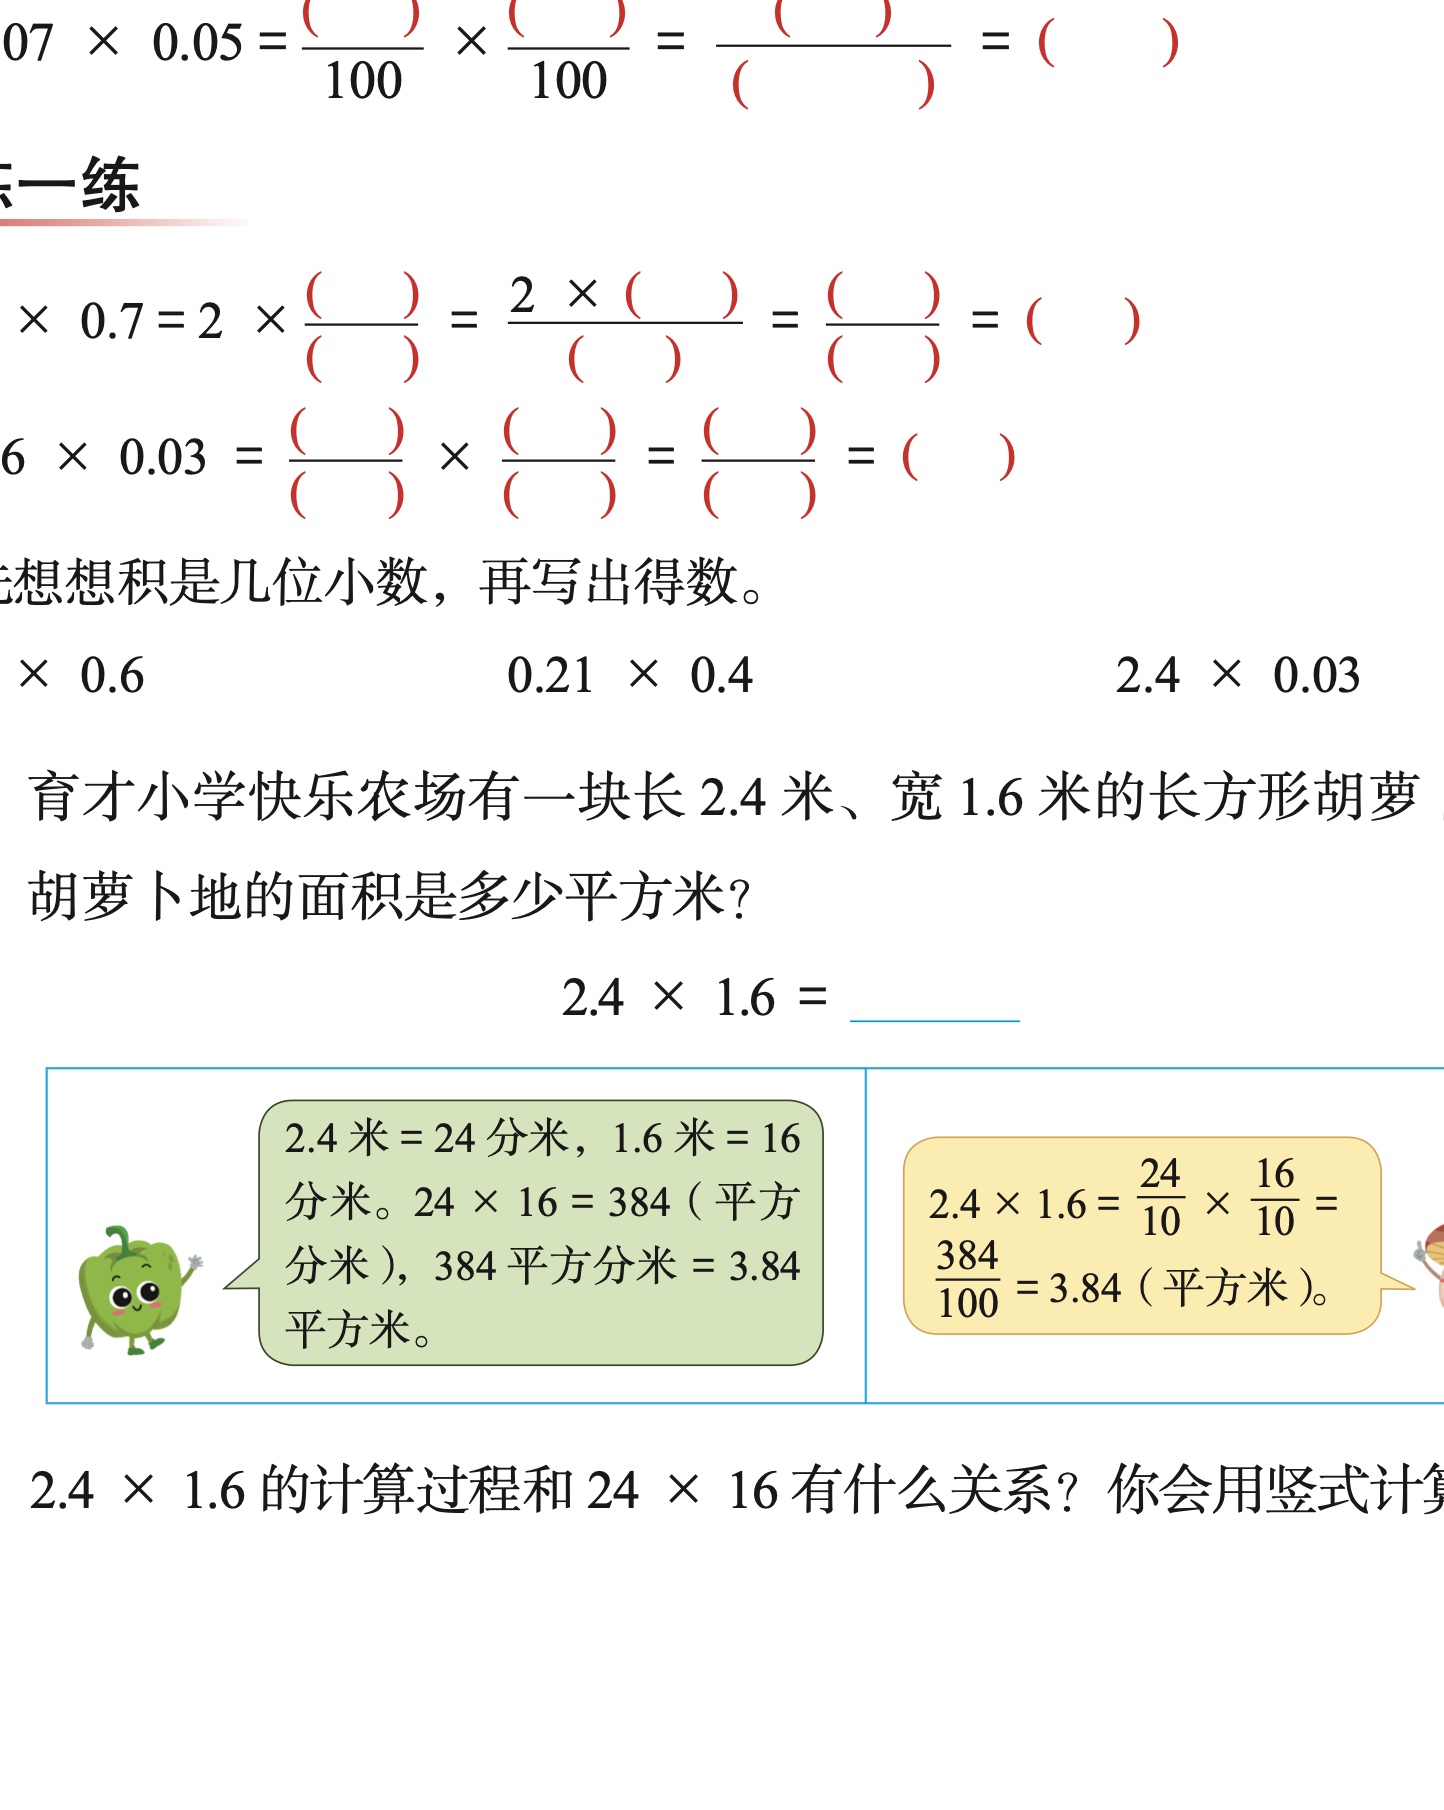 07 × 0.05 = ( )/100 × ( )/100 = ( )/( ) = ( )
一练
× 0.7 = 2 × ( )/( ) = 2 × ( )/( ) = ( )/( ) = ( )
6 × 0.03 = ( )/( ) × ( )/( ) = ( )/( ) = ( )
想想积是几位小数，再写出得数。
× 0.6 0.21 × 0.4 2.4 × 0.03
育才小学快乐农场有一块长 2.4 米、宽 1.6 米的长方形胡萝
胡萝卜地的面积是多少平方米？
2.4 × 1.6 =
2.4 米 = 24 分米，1.6 米 = 16
分米。24 × 16 = 384（平方
分米），384 平方分米 = 3.84
平方米。
2.4 × 1.6 = 24/10 × 16/10 =
384/100 = 3.84（平方米）。
2.4 × 1.6 的计算过程和 24 × 16 有什么关系？你会用竖式计算